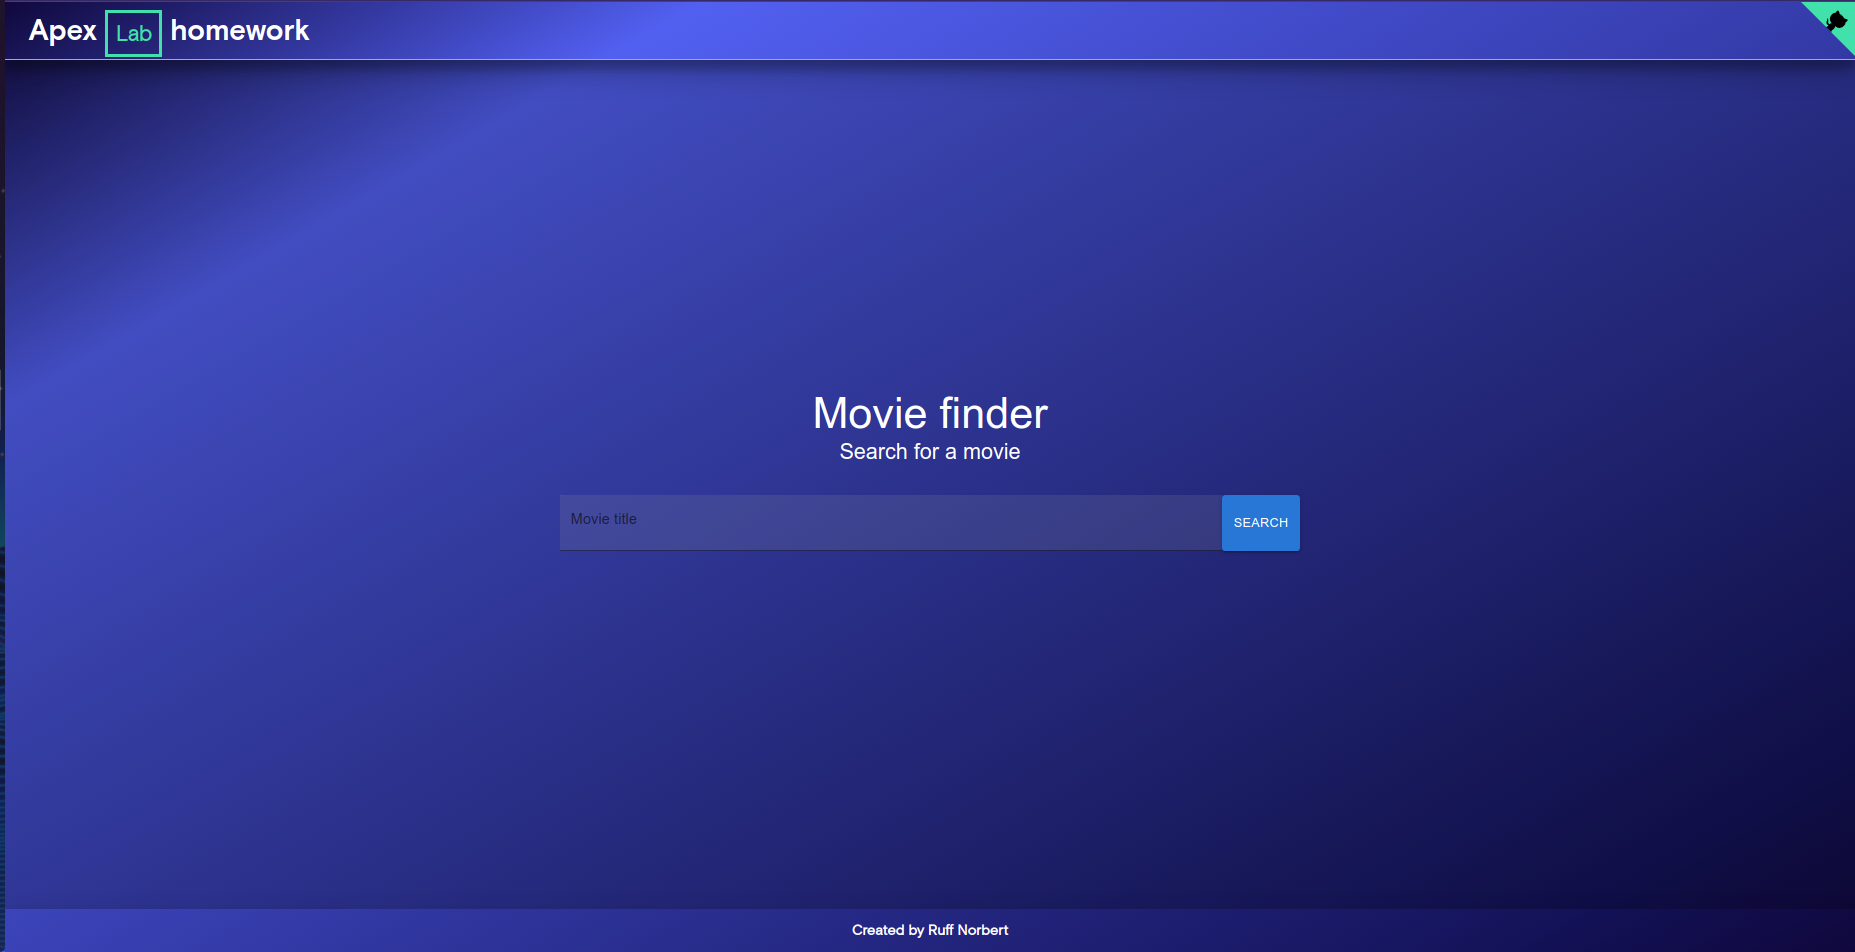 Apex Lab homework
Movie finder
Search for a movie
Movie title
SEARCH
Created by Ruff Norbert